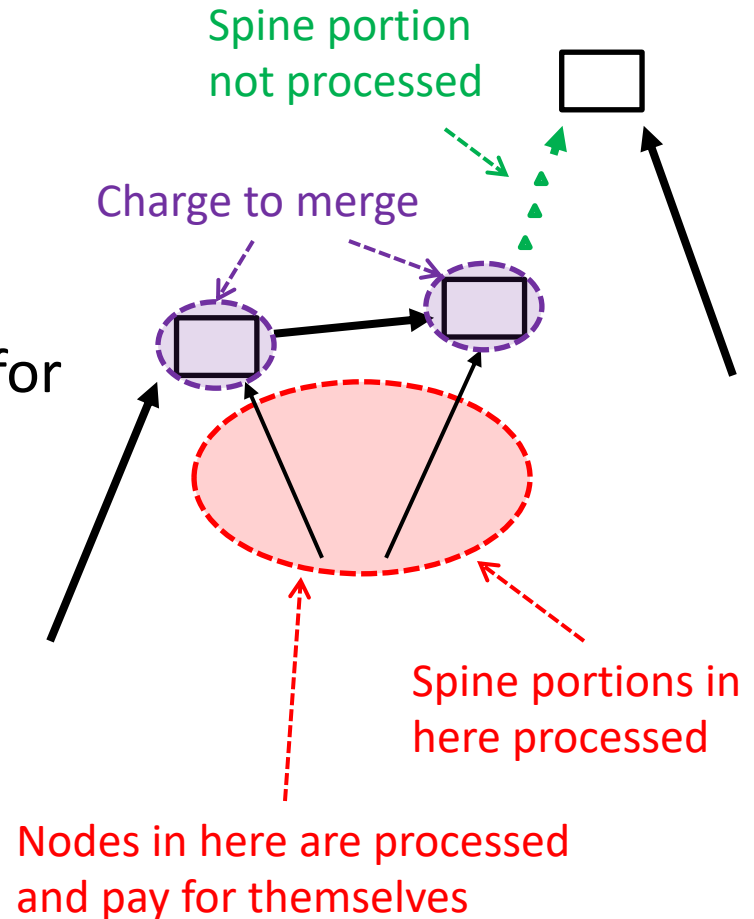 Spine portion
not processed
Charge to merge
for
Spine portions in
here processed
Nodes in here are processed
and pay for themselves